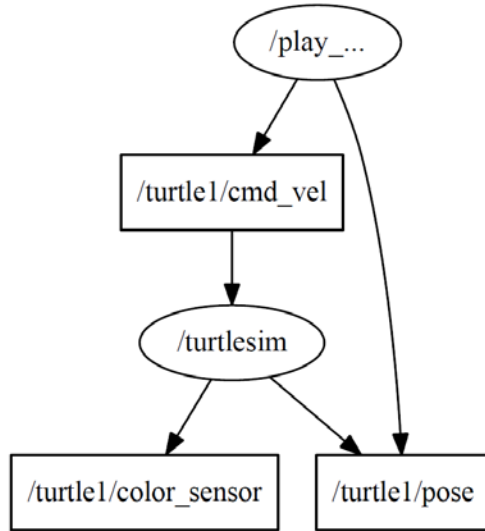 /play_...
/turtle1/cmd_vel
/turtlesim
/turtle1/color_sensor
/turtle1/pose